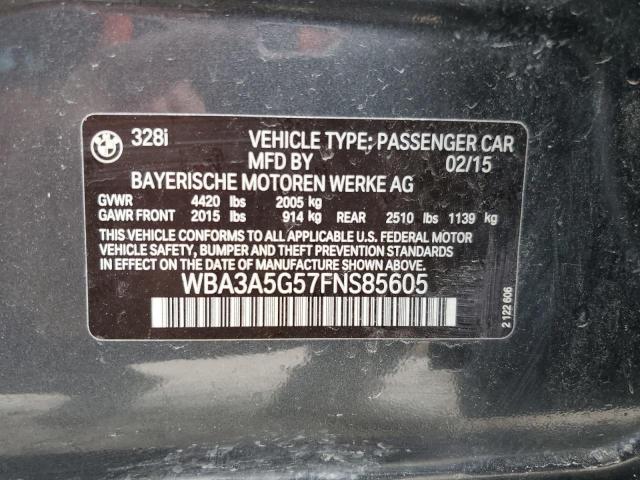 328i VEHICLE TYPE: PASSENGER CAR
MFD BY 02/15
BAYERISCHE MOTOREN WERKE AG
GVWR 4420 lbs 2005 kg
GAWR FRONT 2015 lbs 914 kg REAR 2510 lbs 1139 kg
THIS VEHICLE CONFORMS TO ALL APPLICABLE U.S. FEDERAL MOTOR
VEHICLE SAFETY, BUMPER AND THEFT PREVENTION STANDARDS
IN EFFECT ON THE DATE OF MANUFACTURE SHOWN ABOVE.
WBA3A5G57FNS85605
2 122 606